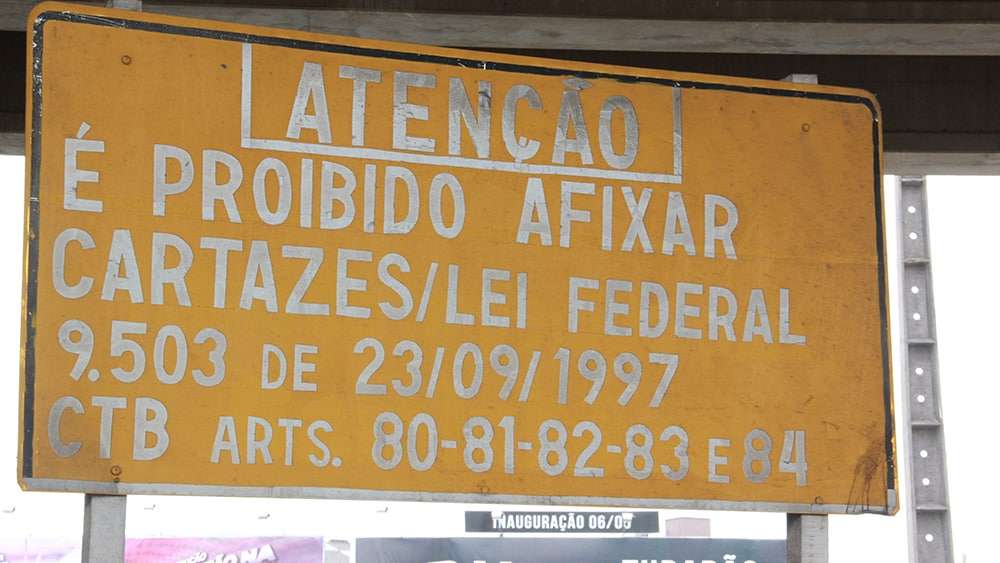 ATENÇÃO
É PROIBIDO AFIXAR
CARTAZES/LEI FEDERAL
9.503 DE 23/09/1997
CTB ARTS. 80-81-82-83 E 84
INAUGURAÇÃO 06/09